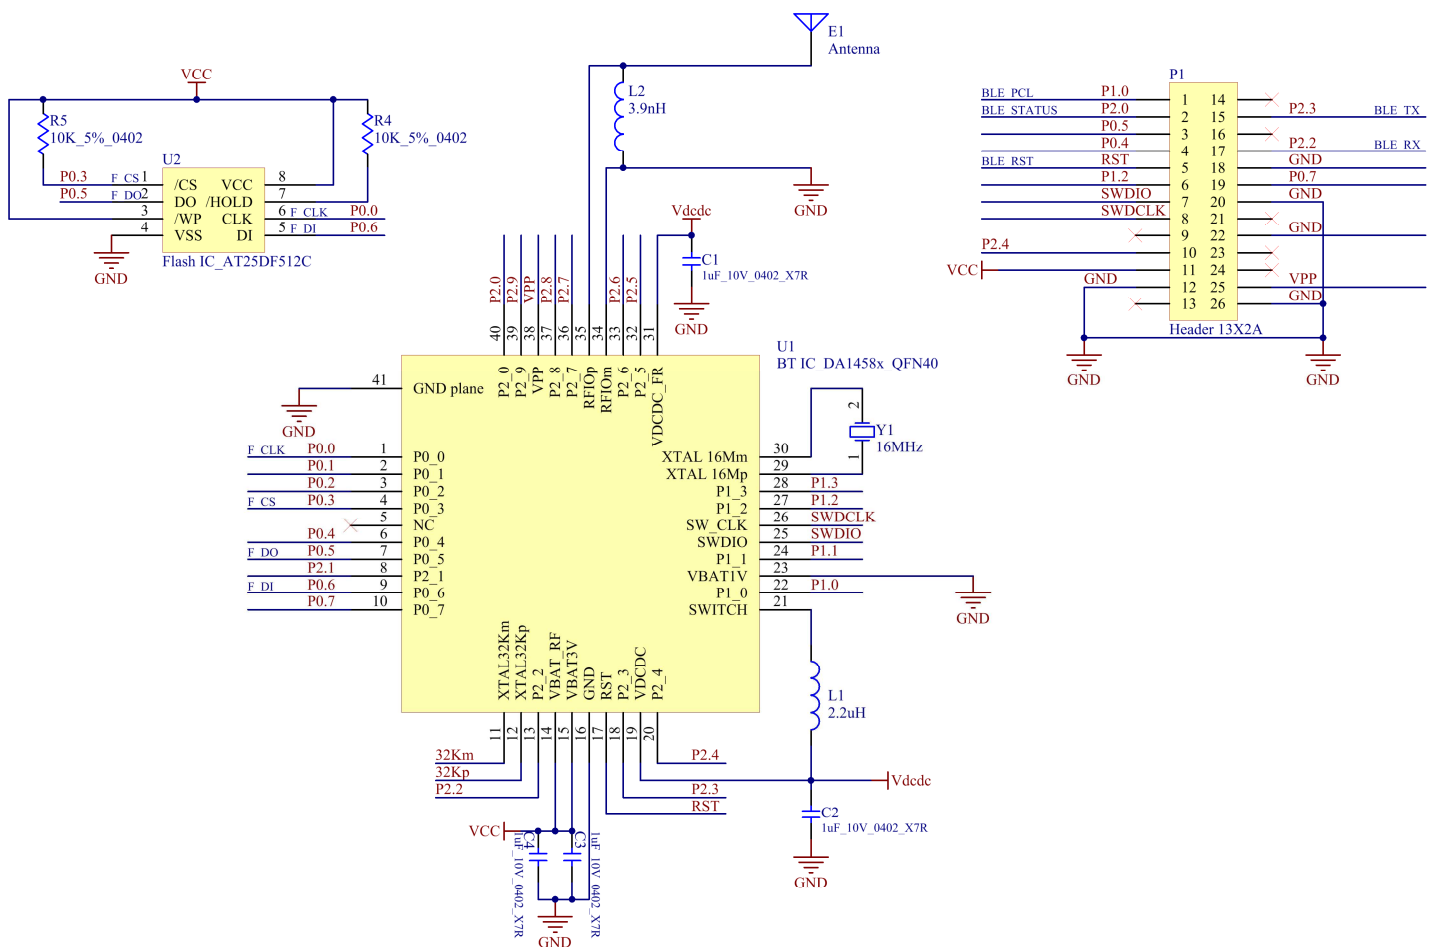 E1
Antenna
L2
3.9nH
GND
VCC
R5
10K_5%_0402
R4
10K_5%_0402
U2
P0.3 F_CS 1 /CS VCC 8
P0.5 F_DO 2 DO /HOLD 7
3 /WP CLK 6 F_CLK P0.0
4 VSS DI 5 F_DI P0.6
GND
Flash IC_AT25DF512C
P1
BLE_PCL P1.0 1 14
BLE_STATUS P2.0 2 15 P2.3 BLE_TX
P0.5 3 16
P0.4 4 17 P2.2 BLE_RX
BLE_RST RST 5 18 GND
P1.2 6 19 P0.7
SWDIO 7 20 GND
SWDCLK 8 21
9 22 GND
P2.4 10 23
VCC 11 24
GND 12 25 VPP
13 26 GND
Header 13X2A
GND
GND
Vdcdc
C1
1uF_10V_0402_X7R
GND
P2.0 P2.9 VPP P2.8 P2.7 P2.6 P2.5
40 39 38 37 36 35 34 33 32 31
P2_0 P2_9 VPP P2_8 P2_7 RFIOp RFIOm P2_6 P2_5 VDCDC_FR
U1
BT IC_DA1458x_QFN40
41 GND plane
GND
F_CLK P0.0 1 P0_0
P0.1 2 P0_1
P0.2 3 P0_2
F_CS P0.3 4 P0_3
5 NC
P0.4 6 P0_4
F_DO P0.5 7 P0_5
P2.1 8 P2_1
F_DI P0.6 9 P0_6
P0.7 10 P0_7
2
Y1
16MHz
1
XTAL 16Mm 30
XTAL 16Mp 29
P1_3 28 P1.3
P1_2 27 P1.2
SW_CLK 26 SWDCLK
SWDIO 25 SWDIO
P1_1 24 P1.1
VBAT1V 23
P1_0 22 P1.0
SWITCH 21
GND
XTAL32Km XTAL32Kp P2_2 VBAT_RF VBAT3V GND RST P2_3 VDCDC P2_4
11 12 13 14 15 16 17 18 19 20
L1
2.2uH
32Km
32Kp
P2.2
P2.4
P2.3
RST
Vdcdc
C2
1uF_10V_0402_X7R
GND
VCC
C4
1uF_10V_0402_X7R
C3
1uF_10V_0402_X7R
GND